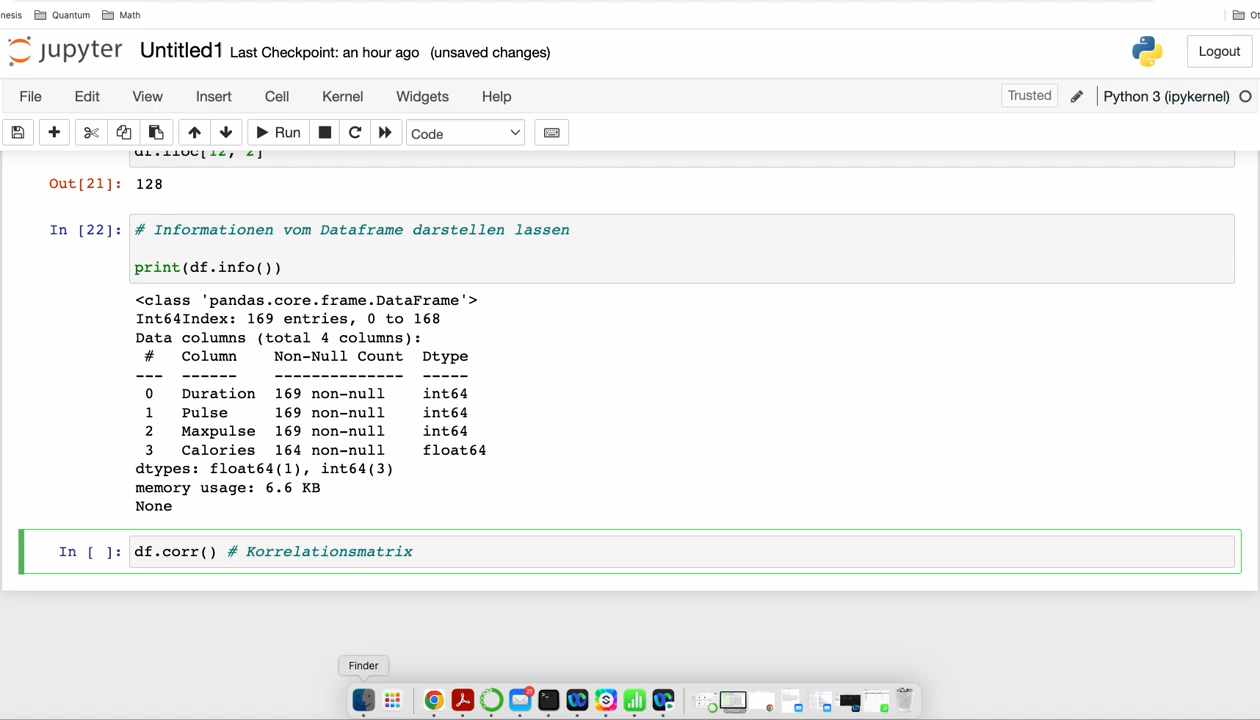 nesis Quantum Math Ot
jupyter Untitled1 Last Checkpoint: an hour ago (unsaved changes) Logout
File Edit View Insert Cell Kernel Widgets Help Trusted Python 3 (ipykernel)
Run Code
df.iloc[12, 2]
Out[21]: 128
In [22]: # Informationen vom Dataframe darstellen lassen
print(df.info())
<class 'pandas.core.frame.DataFrame'>
Int64Index: 169 entries, 0 to 168
Data columns (total 4 columns):
# Column Non-Null Count Dtype
--- ------ -------------- -----
0 Duration 169 non-null int64
1 Pulse 169 non-null int64
2 Maxpulse 169 non-null int64
3 Calories 164 non-null float64
dtypes: float64(1), int64(3)
memory usage: 6.6 KB
None
In [ ]: df.corr() # Korrelationsmatrix
Finder